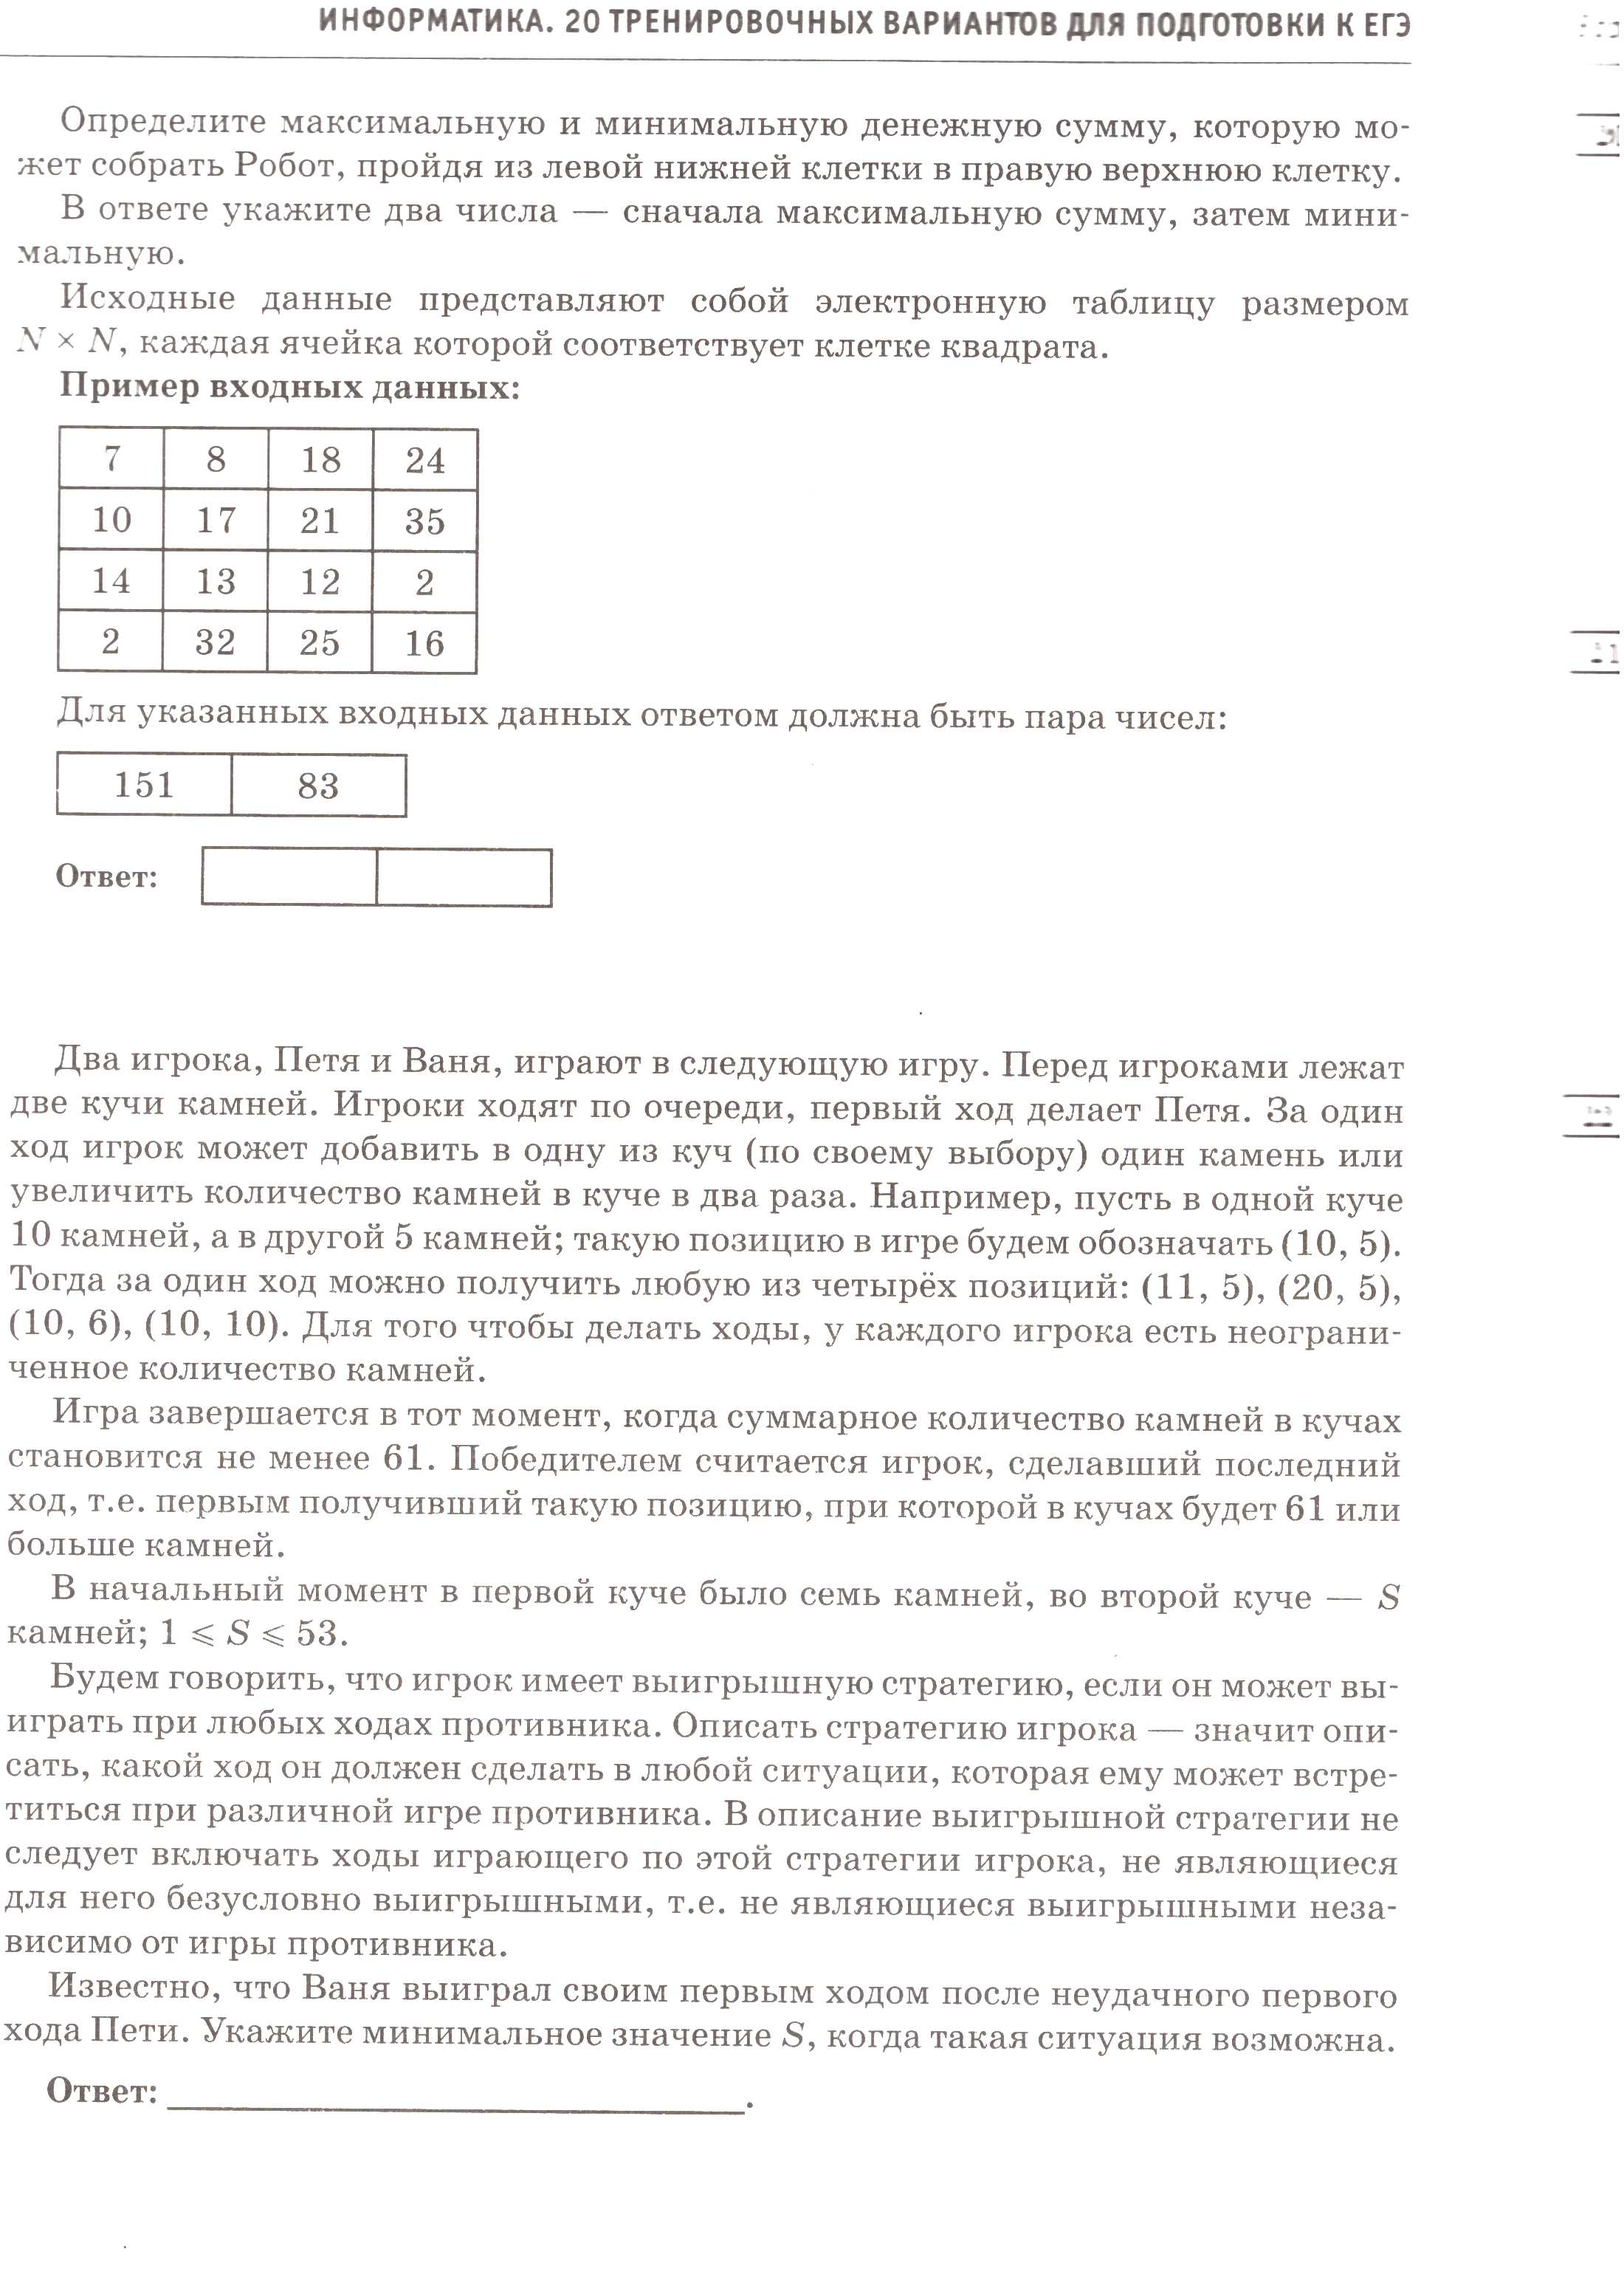 ИНФОРМАТИКА. 20 ТРЕНИРОВОЧНЫХ ВАРИАНТОВ ДЛЯ ПОДГОТОВКИ К ЕГЭ
Определите максимальную и минимальную денежную сумму, которую мо-
жет собрать Робот, пройдя из левой нижней клетки в правую верхнюю клетку.
В ответе укажите два числа — сначала максимальную сумму, затем мини-
мальную.
Исходные данные представляют собой электронную таблицу размером
N × N, каждая ячейка которой соответствует клетке квадрата.
Пример входных данных:
7 8 18 24
10 17 21 35
14 13 12 2
2 32 25 16
Для указанных входных данных ответом должна быть пара чисел:
151 83
Ответ:
Два игрока, Петя и Ваня, играют в следующую игру. Перед игроками лежат
две кучи камней. Игроки ходят по очереди, первый ход делает Петя. За один
ход игрок может добавить в одну из куч (по своему выбору) один камень или
увеличить количество камней в куче в два раза. Например, пусть в одной куче
10 камней, а в другой 5 камней; такую позицию в игре будем обозначать (10, 5).
Тогда за один ход можно получить любую из четырёх позиций: (11, 5), (20, 5),
(10, 6), (10, 10). Для того чтобы делать ходы, у каждого игрока есть неограни-
ченное количество камней.
Игра завершается в тот момент, когда суммарное количество камней в кучах
становится не менее 61. Победителем считается игрок, сделавший последний
ход, т.е. первым получивший такую позицию, при которой в кучах будет 61 или
больше камней.
В начальный момент в первой куче было семь камней, во второй куче — S
камней; 1 ⩽ S ⩽ 53.
Будем говорить, что игрок имеет выигрышную стратегию, если он может вы-
играть при любых ходах противника. Описать стратегию игрока — значит опи-
сать, какой ход он должен сделать в любой ситуации, которая ему может встре-
титься при различной игре противника. В описание выигрышной стратегии не
следует включать ходы играющего по этой стратегии игрока, не являющиеся
для него безусловно выигрышными, т.е. не являющиеся выигрышными неза-
висимо от игры противника.
Известно, что Ваня выиграл своим первым ходом после неудачного первого
хода Пети. Укажите минимальное значение S, когда такая ситуация возможна.
Ответ: .